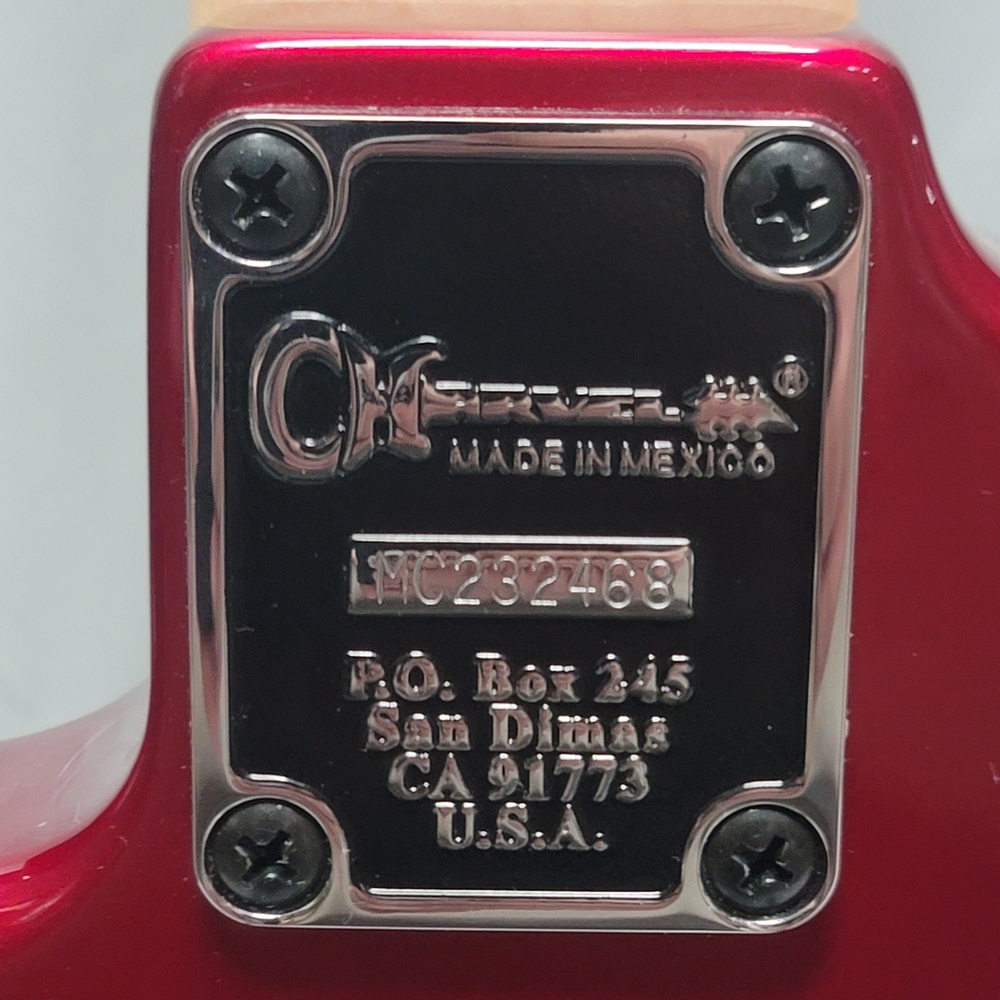 CHARVEL ®
MADE IN MEXICO
MC232468
P.O. Box 245
San Dimas
CA 91773
U.S.A.